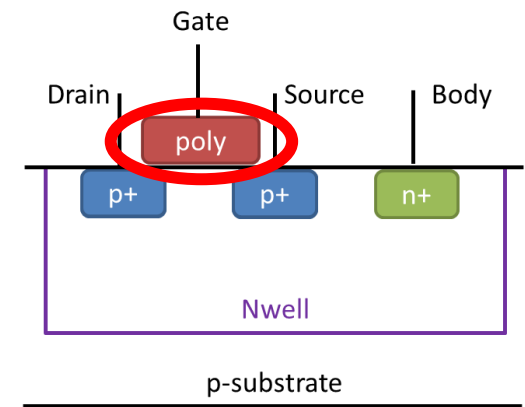 Gate
Drain
Source
Body
poly
p+
p+
n+
Nwell
p-substrate